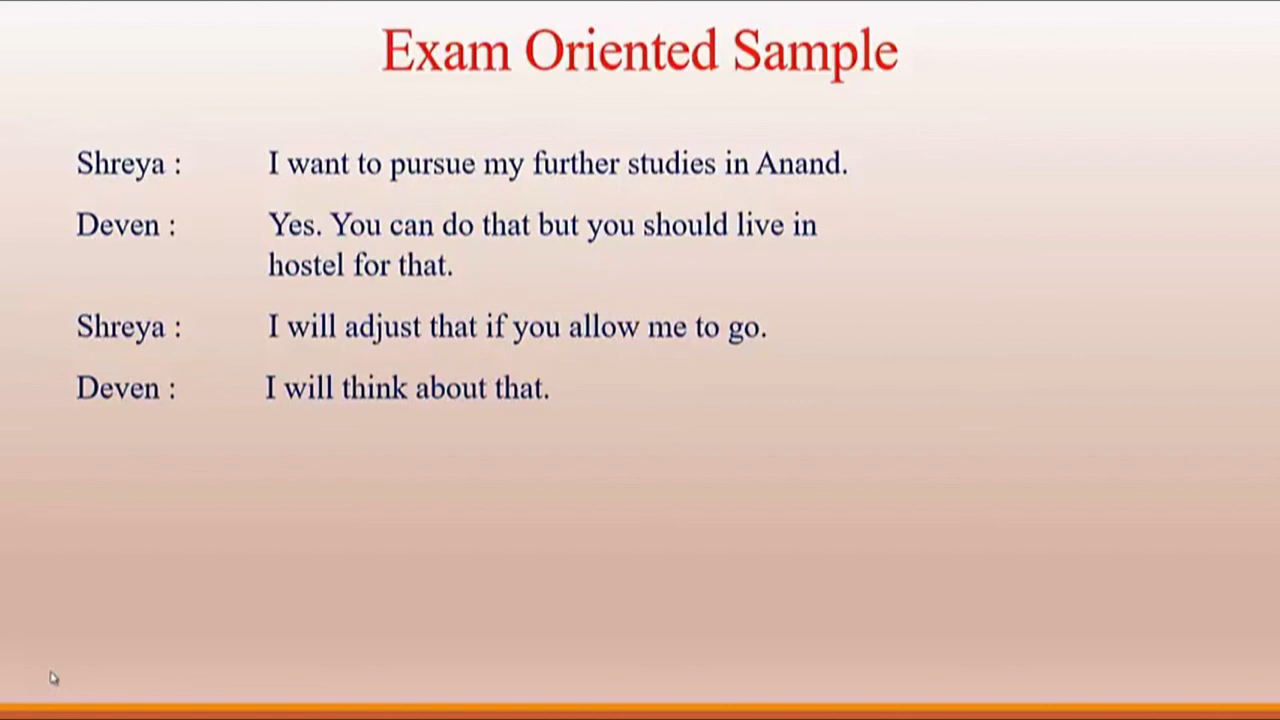 Exam Oriented Sample
Shreya : I want to pursue my further studies in Anand.
Deven : Yes. You can do that but you should live in
hostel for that.
Shreya : I will adjust that if you allow me to go.
Deven : I will think about that.